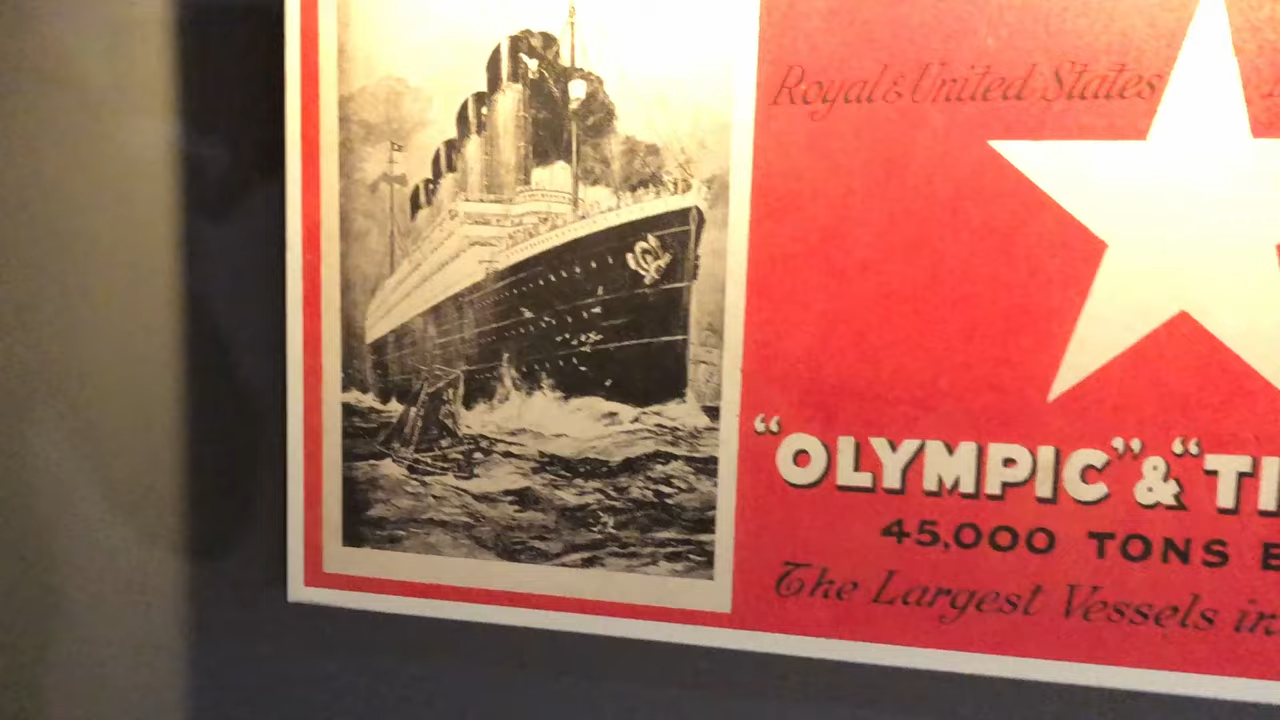 Royal & United States
"OLYMPIC" & "TI
45,000 TONS E
The Largest Vessels in